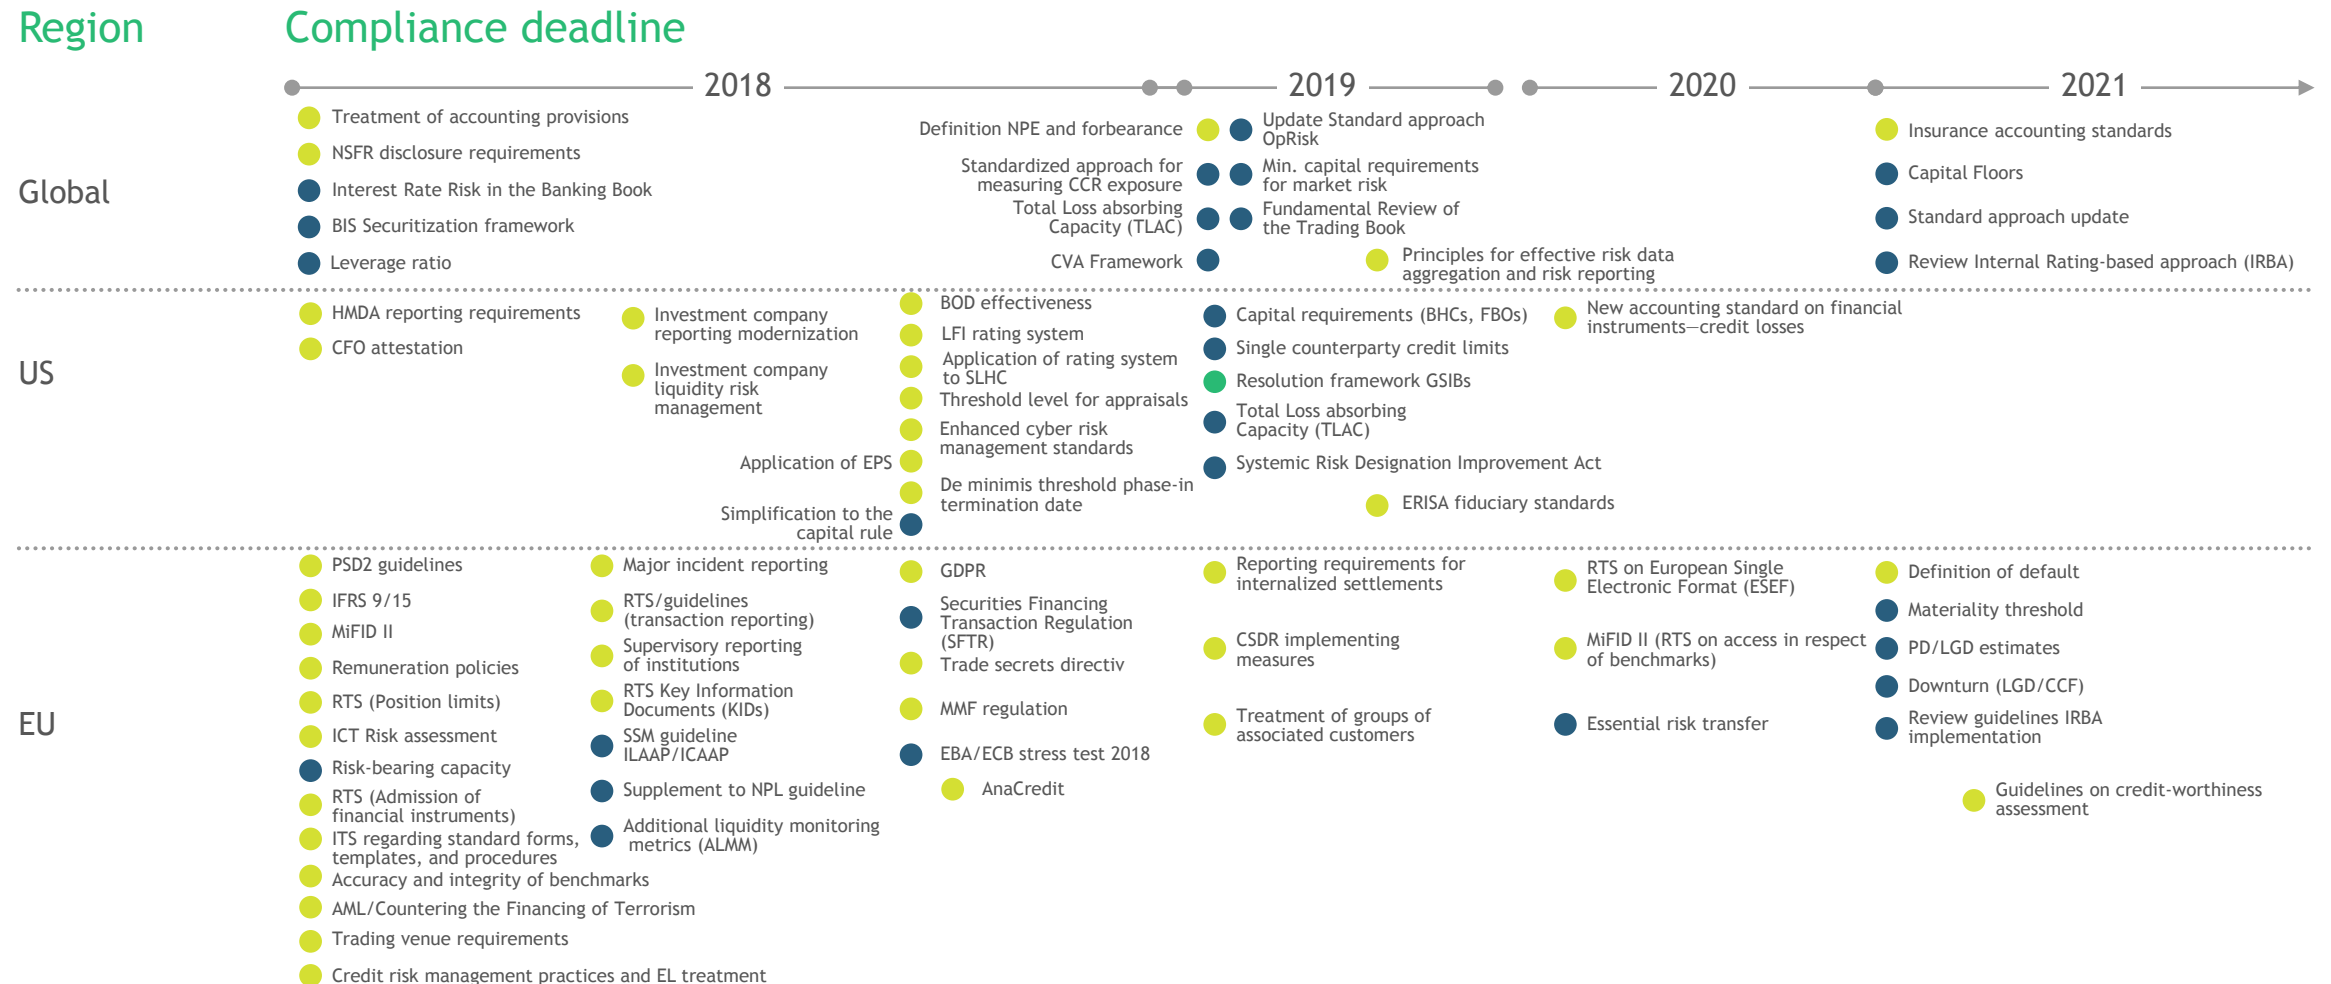 Region
Compliance deadline
2018
2019
2020
2021
Global
Treatment of accounting provisions
NSFR disclosure requirements
Interest Rate Risk in the Banking Book
BIS Securitization framework
Leverage ratio
Definition NPE and forbearance
Standardized approach for
measuring CCR exposure
Total Loss absorbing
Capacity (TLAC)
CVA Framework
Update Standard approach
OpRisk
Min. capital requirements
for market risk
Fundamental Review of
the Trading Book
Principles for effective risk data
aggregation and risk reporting
Insurance accounting standards
Capital Floors
Standard approach update
Review Internal Rating-based approach (IRBA)
US
HMDA reporting requirements
CFO attestation
Investment company
reporting modernization
Investment company
liquidity risk
management
BOD effectiveness
LFI rating system
Application of rating system
to SLHC
Threshold level for appraisals
Enhanced cyber risk
management standards
Application of EPS
De minimis threshold phase-in
termination date
Simplification to the
capital rule
Capital requirements (BHCs, FBOs)
Single counterparty credit limits
Resolution framework GSIBs
Total Loss absorbing
Capacity (TLAC)
Systemic Risk Designation Improvement Act
ERISA fiduciary standards
New accounting standard on financial
instruments—credit losses
EU
PSD2 guidelines
IFRS 9/15
MiFID II
Remuneration policies
RTS (Position limits)
ICT Risk assessment
Risk-bearing capacity
RTS (Admission of
financial instruments)
ITS regarding standard forms,
templates, and procedures
Accuracy and integrity of benchmarks
AML/Countering the Financing of Terrorism
Trading venue requirements
Credit risk management practices and EL treatment
Major incident reporting
RTS/guidelines
(transaction reporting)
Supervisory reporting
of institutions
RTS Key Information
Documents (KIDs)
SSM guideline
ILAAP/ICAAP
Supplement to NPL guideline
Additional liquidity monitoring
metrics (ALMM)
GDPR
Securities Financing
Transaction Regulation
(SFTR)
Trade secrets directiv
MMF regulation
EBA/ECB stress test 2018
AnaCredit
Reporting requirements for
internalized settlements
CSDR implementing
measures
Treatment of groups of
associated customers
RTS on European Single
Electronic Format (ESEF)
MiFID II (RTS on access in respect
of benchmarks)
Essential risk transfer
Definition of default
Materiality threshold
PD/LGD estimates
Downturn (LGD/CCF)
Review guidelines IRBA
implementation
Guidelines on credit-worthiness
assessment